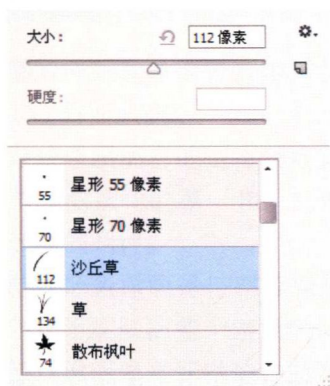 大小： 112 像素
硬度：
55 星形 55 像素
70 星形 70 像素
112 沙丘草
134 草
74 散布枫叶